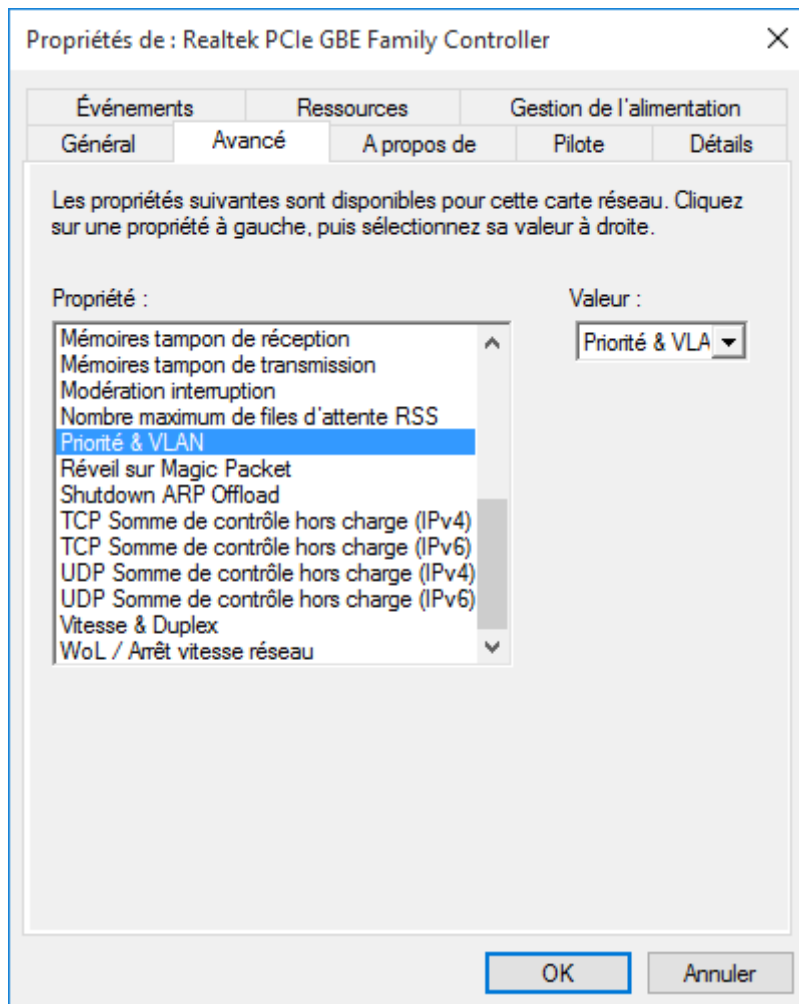 Propriétés de : Realtek PCIe GBE Family Controller
Événements Ressources Gestion de l'alimentation
Général Avancé A propos de Pilote Détails
Les propriétés suivantes sont disponibles pour cette carte réseau. Cliquez
sur une propriété à gauche, puis sélectionnez sa valeur à droite.
Propriété : Valeur :
Mémoires tampon de réception
Priorité & VLA
Mémoires tampon de transmission
Modération interruption
Nombre maximum de files d'attente RSS
Priorité & VLAN
Réveil sur Magic Packet
Shutdown ARP Offload
TCP Somme de contrôle hors charge (IPv4)
TCP Somme de contrôle hors charge (IPv6)
UDP Somme de contrôle hors charge (IPv4)
UDP Somme de contrôle hors charge (IPv6)
Vitesse & Duplex
WoL / Arrêt vitesse réseau
OK Annuler